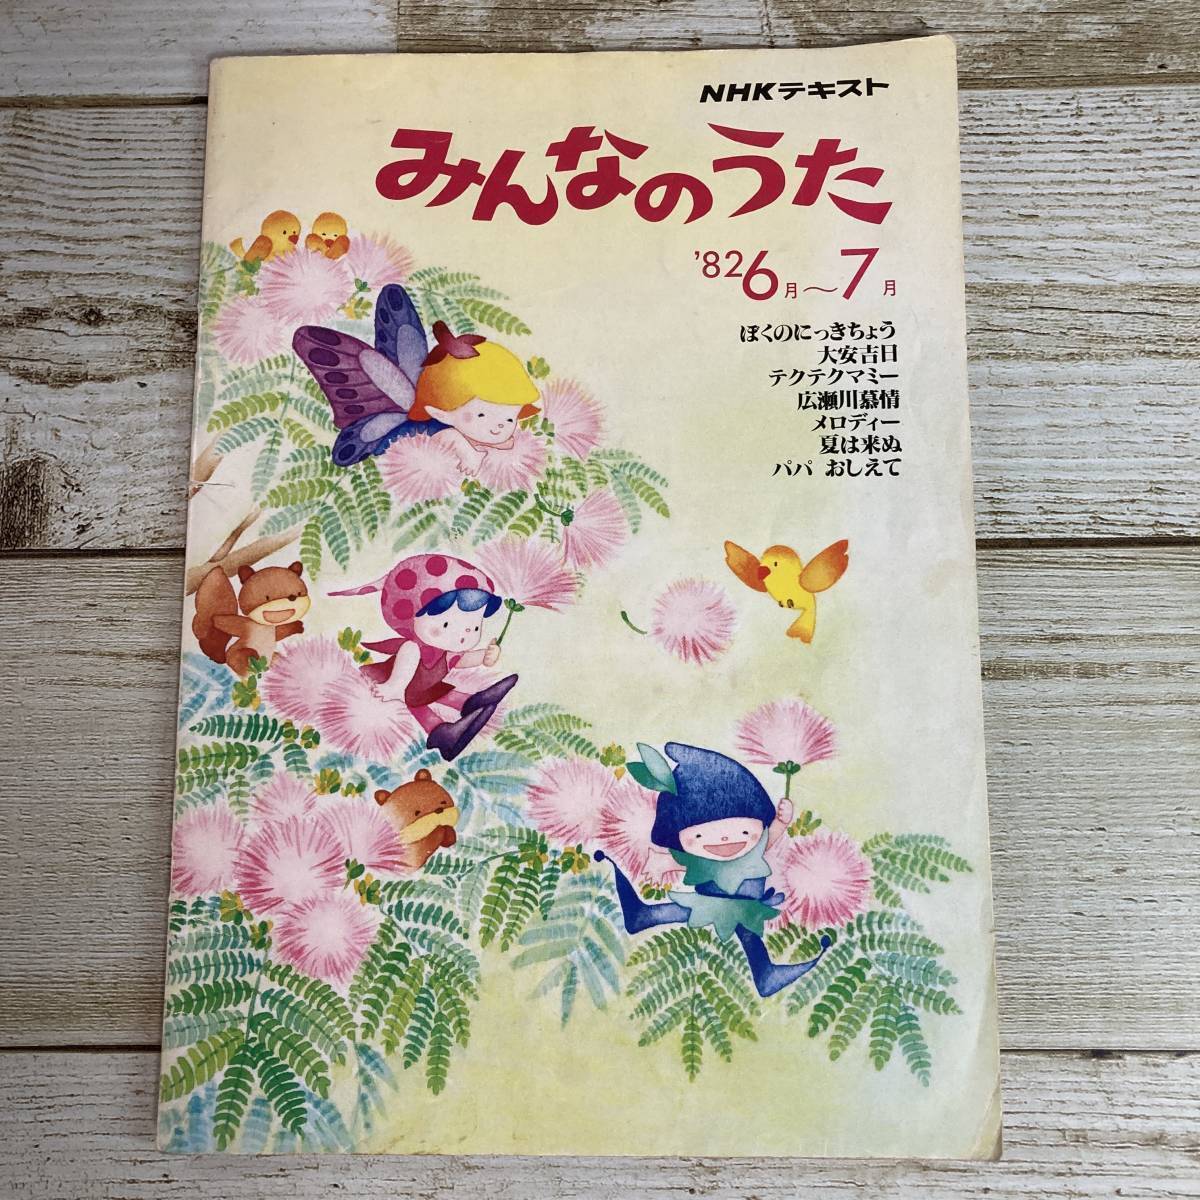 NHKテキスト
みんなのうた
'82 6月〜7月
ぼくのにっきちょう
大安吉日
テクテクマミー
広瀬川慕情
メロディー
夏は来ぬ
パパ おしえて